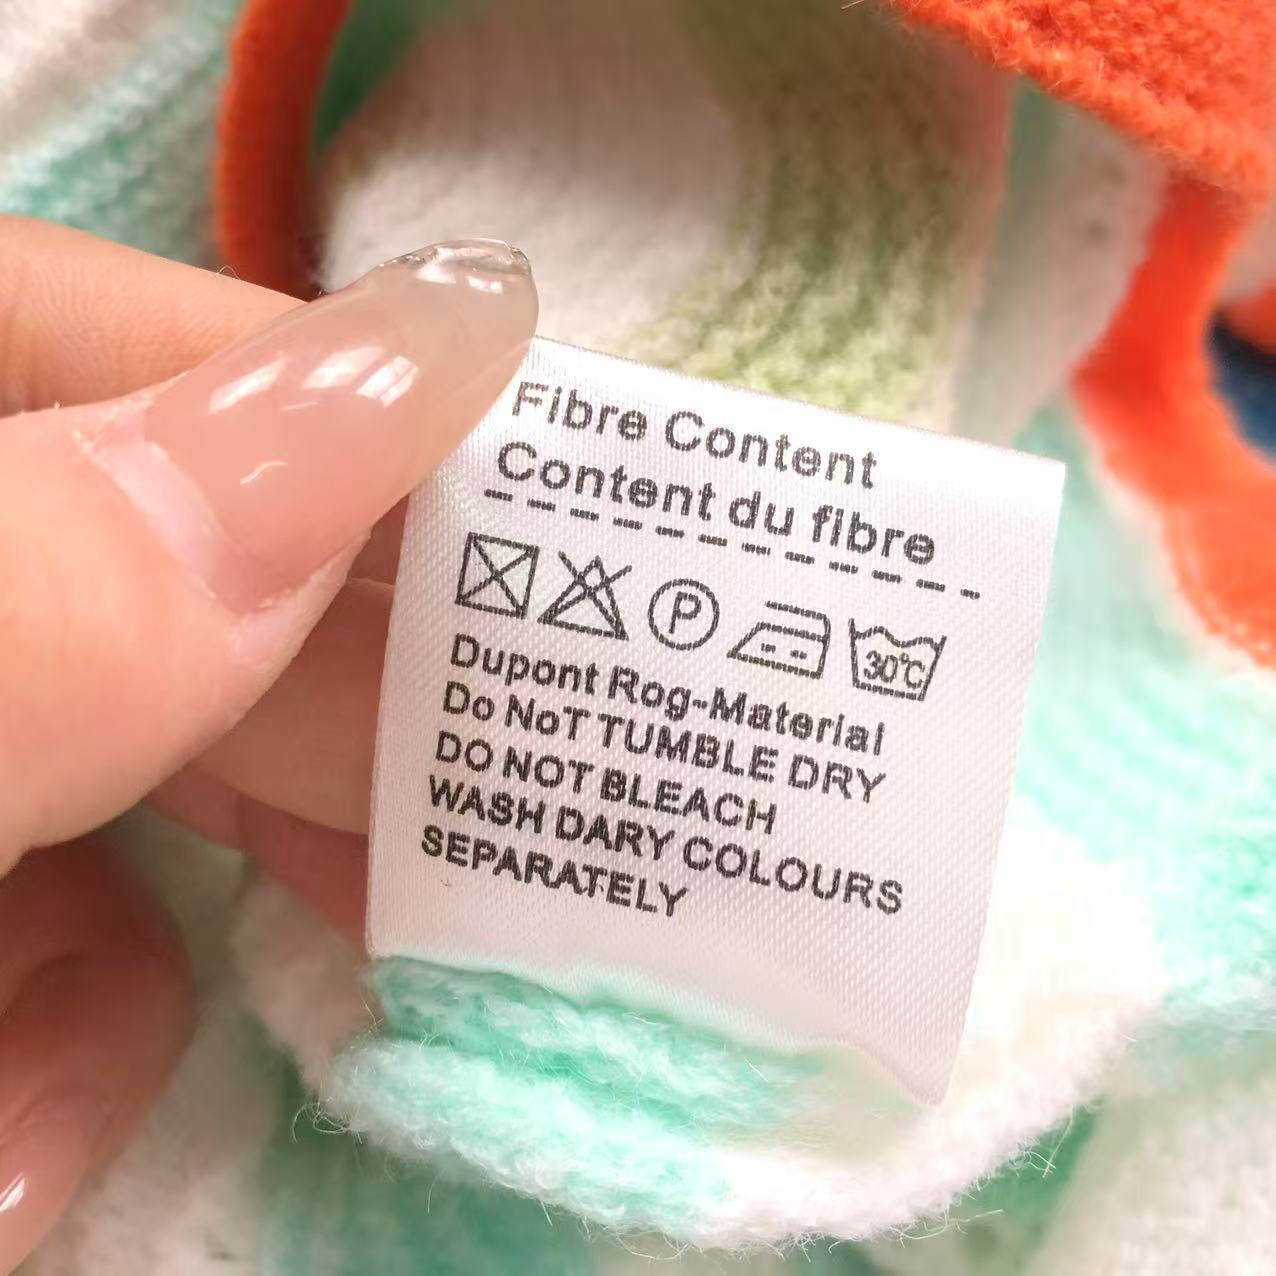 Fibre Content
Content du fibre
P
30℃
Dupont Rog-Material
Do NoT TUMBLE DRY
DO NOT BLEACH
WASH DARY COLOURS
SEPARATELY